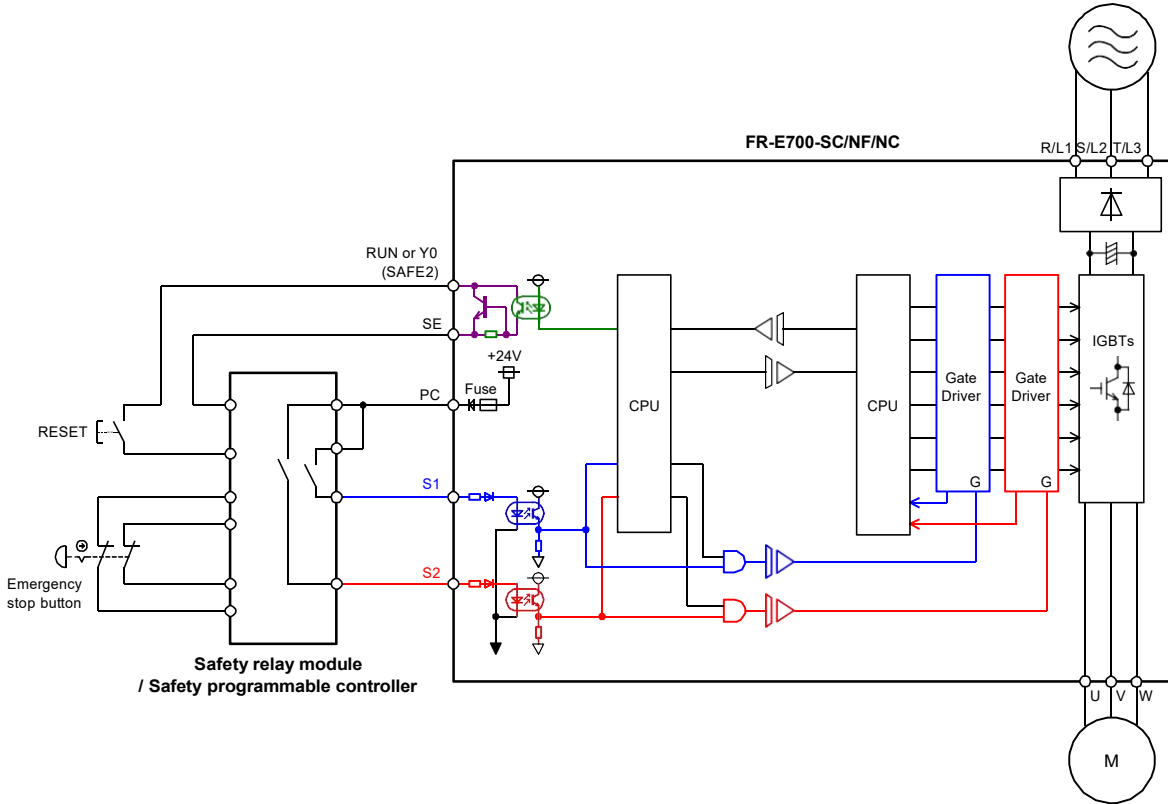 FR-E700-SC/NF/NC
R/L1 S/L2 T/L3
RUN or Y0
(SAFE2)
SE
+24V
PC
Fuse
CPU
CPU
Gate
Driver
Gate
Driver
IGBTs
RESET
S1
G
G
Emergency
stop button
S2
Safety relay module
/ Safety programmable controller
U
V
W
M